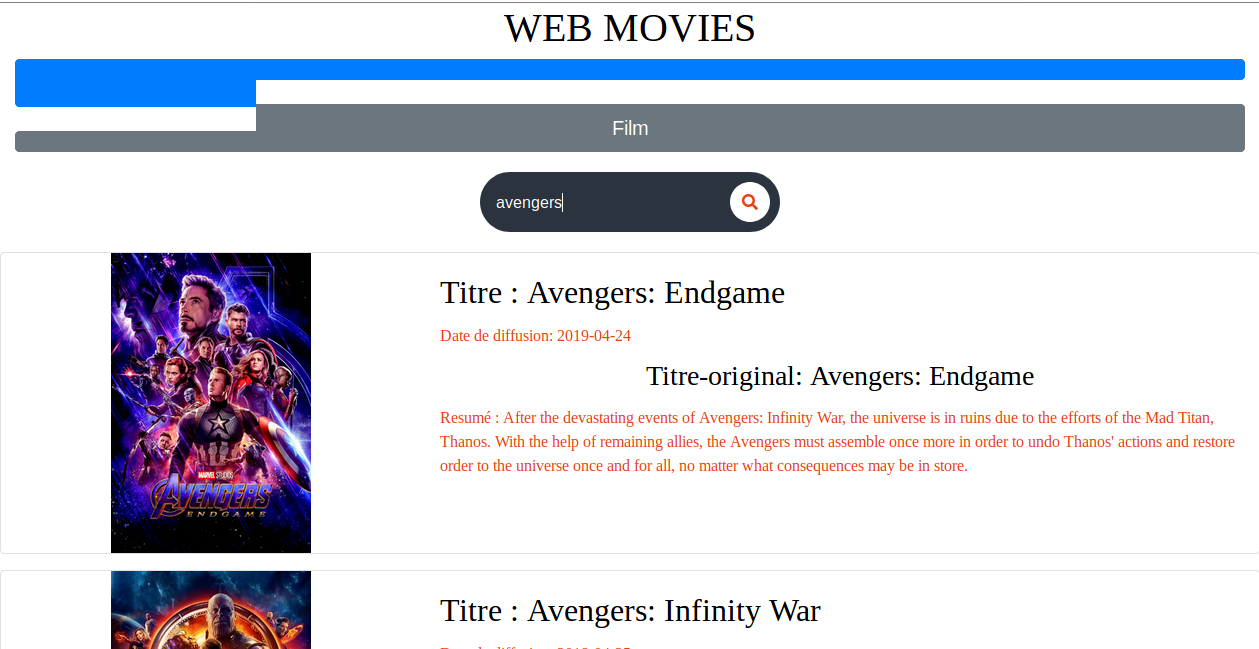 WEB MOVIES
Film
avengers
Titre : Avengers: Endgame
Date de diffusion: 2019-04-24
Titre-original: Avengers: Endgame
Resumé : After the devastating events of Avengers: Infinity War, the universe is in ruins due to the efforts of the Mad Titan,
Thanos. With the help of remaining allies, the Avengers must assemble once more in order to undo Thanos' actions and restore
order to the universe once and for all, no matter what consequences may be in store.
MARVEL STUDIOS
AVENGERS
ENDGAME
Titre : Avengers: Infinity War